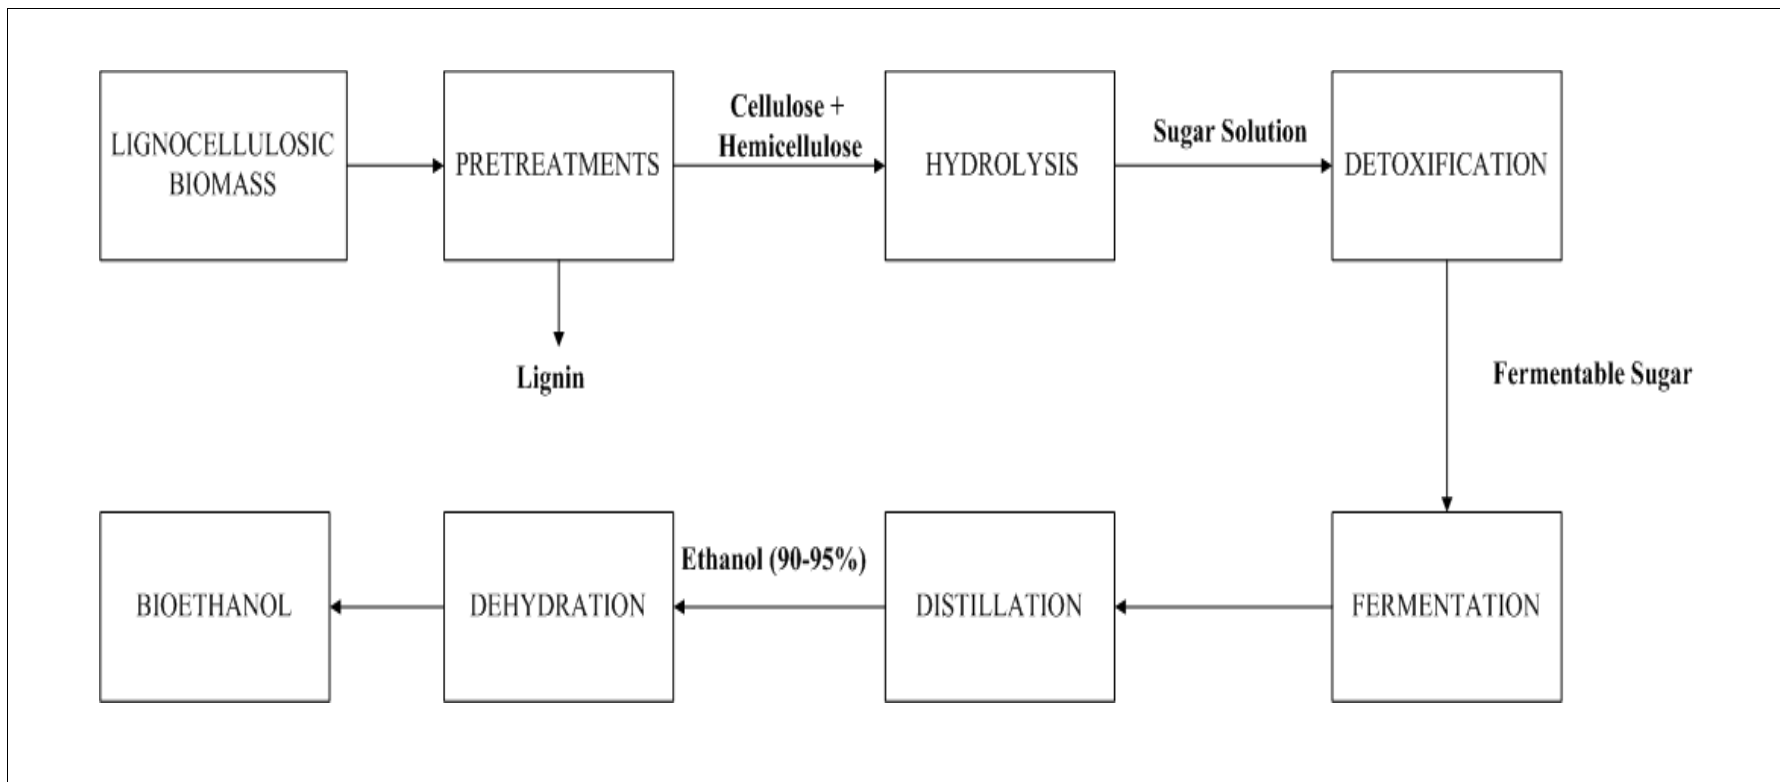 LIGNOCELLULOSIC
BIOMASS
PRETREATMENTS
Cellulose +
Hemicellulose
HYDROLYSIS
Sugar Solution
DETOXIFICATION
Lignin
Fermentable Sugar
BIOETHANOL
DEHYDRATION
Ethanol (90-95%)
DISTILLATION
FERMENTATION